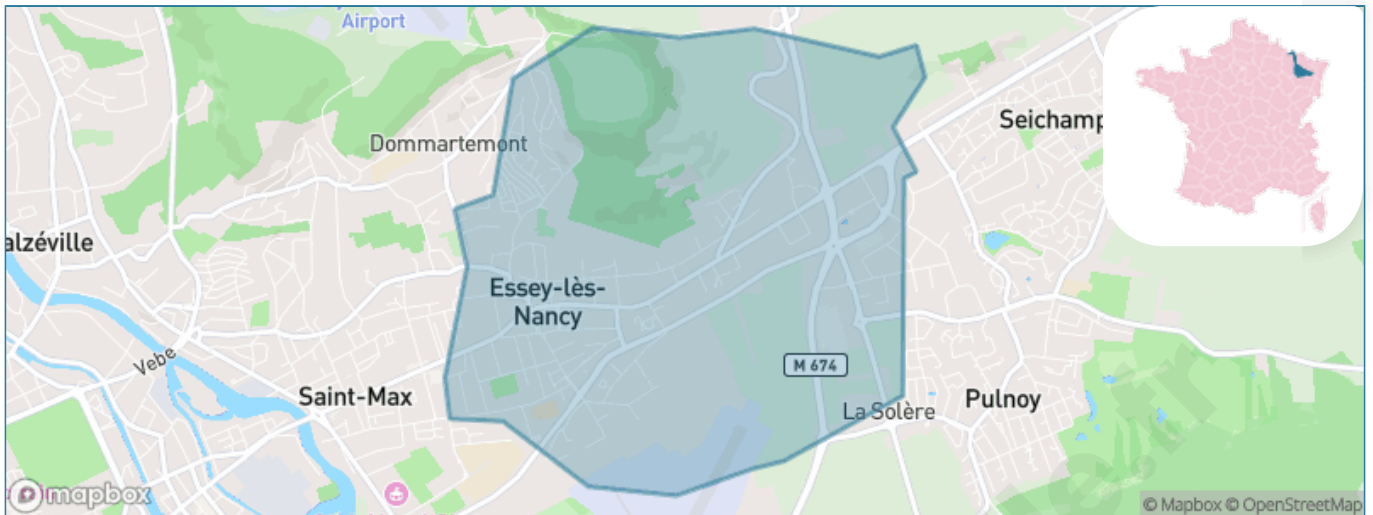 Airport
Seichamp
Dommartemont
alzéville
Essey-lès-
Nancy
Vebe
M 674
Saint-Max
La Solère
Pulnoy
mapbox
© Mapbox © OpenStreetMap